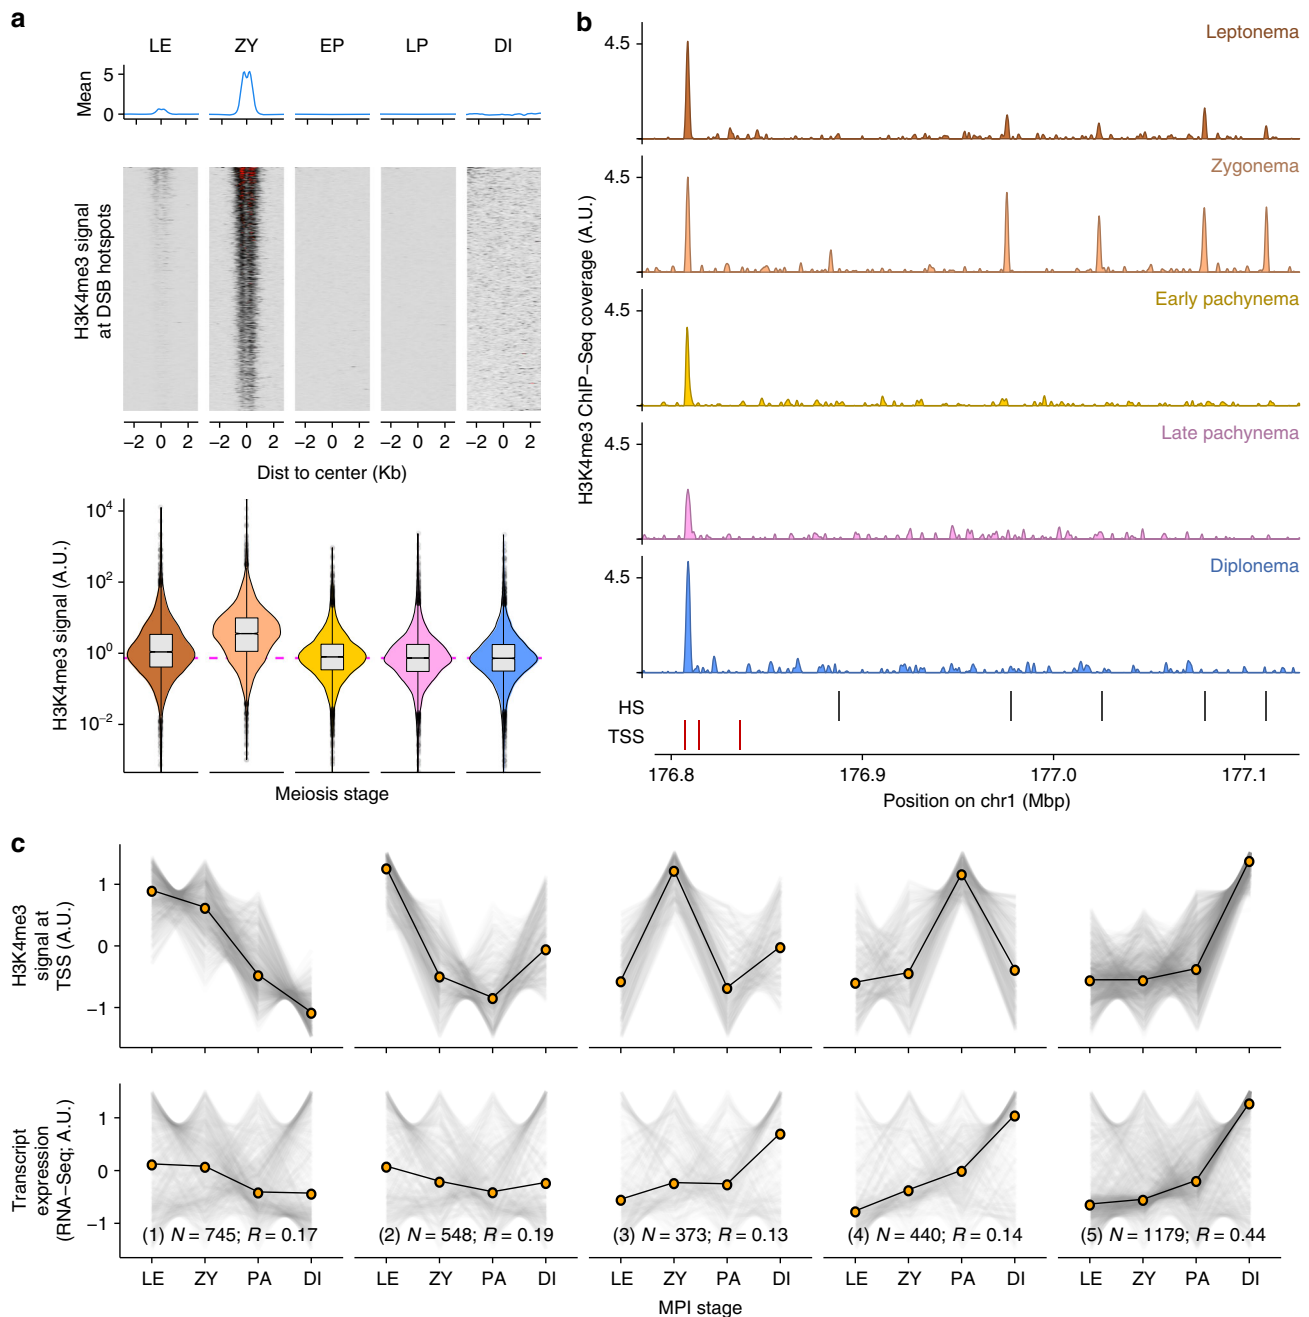 a
LE ZY EP LP DI
Mean
5
0
H3K4me3 signal
at DSB hotspots
−2 0 2 −2 0 2 −2 0 2 −2 0 2 −2 0 2
Dist to center (Kb)
H3K4me3 signal (A.U.)
10⁴
10²
10⁰
10⁻²
Meiosis stage
b
H3K4me3 ChIP−Seq coverage (A.U.)
4.5
Leptonema
4.5
Zygonema
4.5
Early pachynema
4.5
Late pachynema
4.5
Diplonema
HS
TSS
176.8 176.9 177.0 177.1
Position on chr1 (Mbp)
c
H3K4me3
signal at
TSS (A.U.)
1
0
−1
Transcript
expression
(RNA−Seq; A.U.)
1
0
−1
(1) N = 745; R = 0.17
(2) N = 548; R = 0.19
(3) N = 373; R = 0.13
(4) N = 440; R = 0.14
(5) N = 1179; R = 0.44
LE ZY PA DI LE ZY PA DI LE ZY PA DI LE ZY PA DI LE ZY PA DI
MPI stage